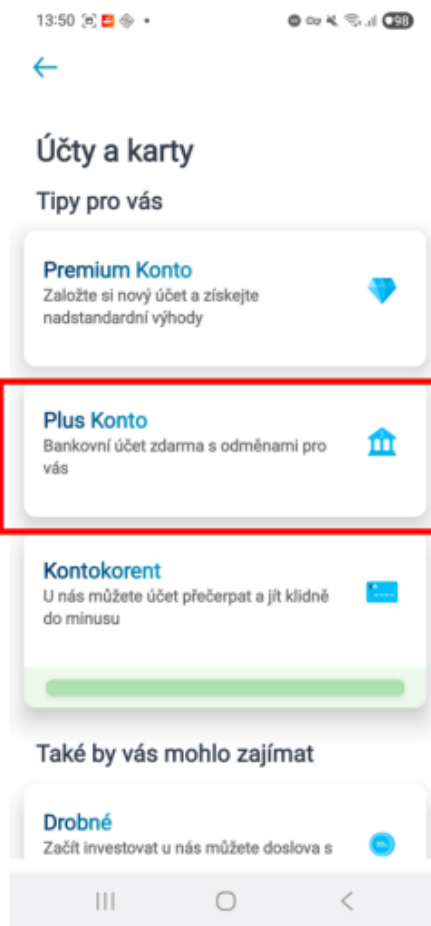 13:50
98
Účty a karty
Tipy pro vás
Premium Konto
Založte si nový účet a získejte
nadstandardní výhody
Plus Konto
Bankovní účet zdarma s odměnami pro
vás
Kontokorent
U nás můžete účet přečerpat a jít klidně
do minusu
Také by vás mohlo zajímat
Drobné
Začít investovat u nás můžete doslova s